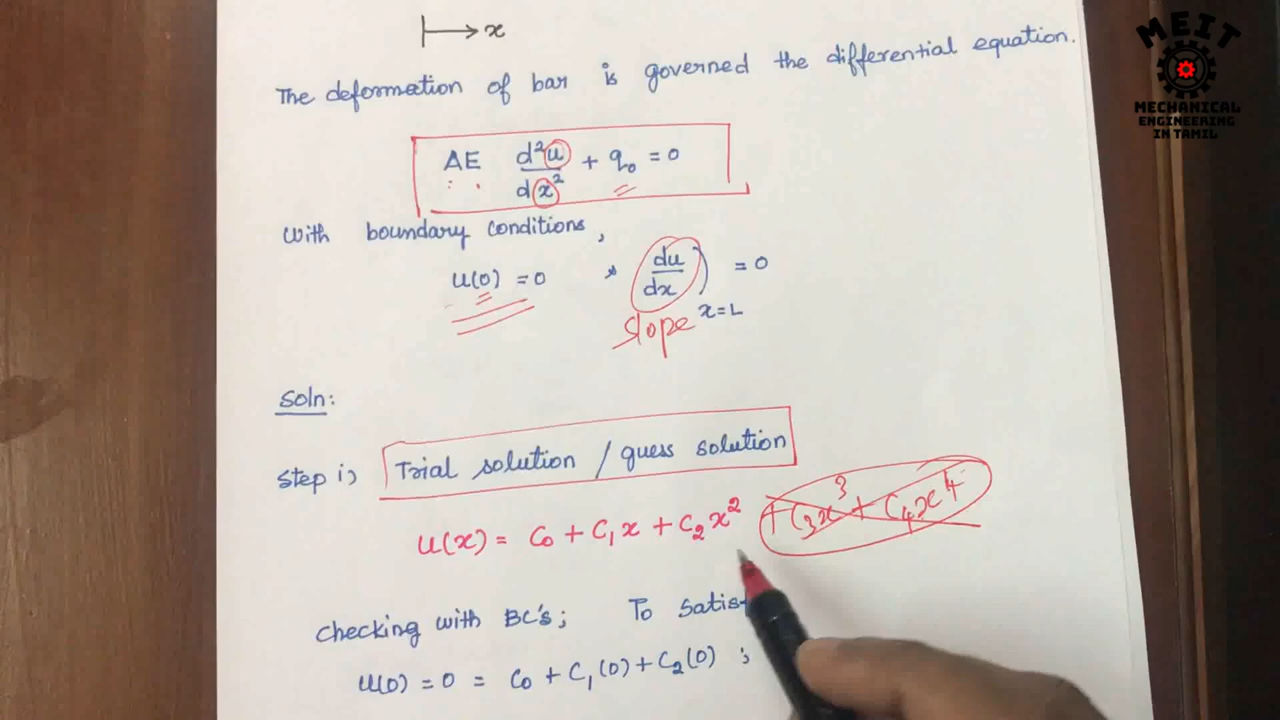 x
The deformation of bar is governed the differential equation.
AE d²u/dx² + q₀ = 0
With boundary conditions,
u(0) = 0 , du/dx) x=L = 0
slope
Soln:
Step i) Trial solution / guess solution
u(x) = C₀ + C₁x + C₂x² + C₃x³ + C₄x⁴
Checking with BC's; To satis
u(0) = 0 = C₀ + C₁(0) + C₂(0) ;
MEIT
MECHANICAL
ENGINEERING
IN TAMIL